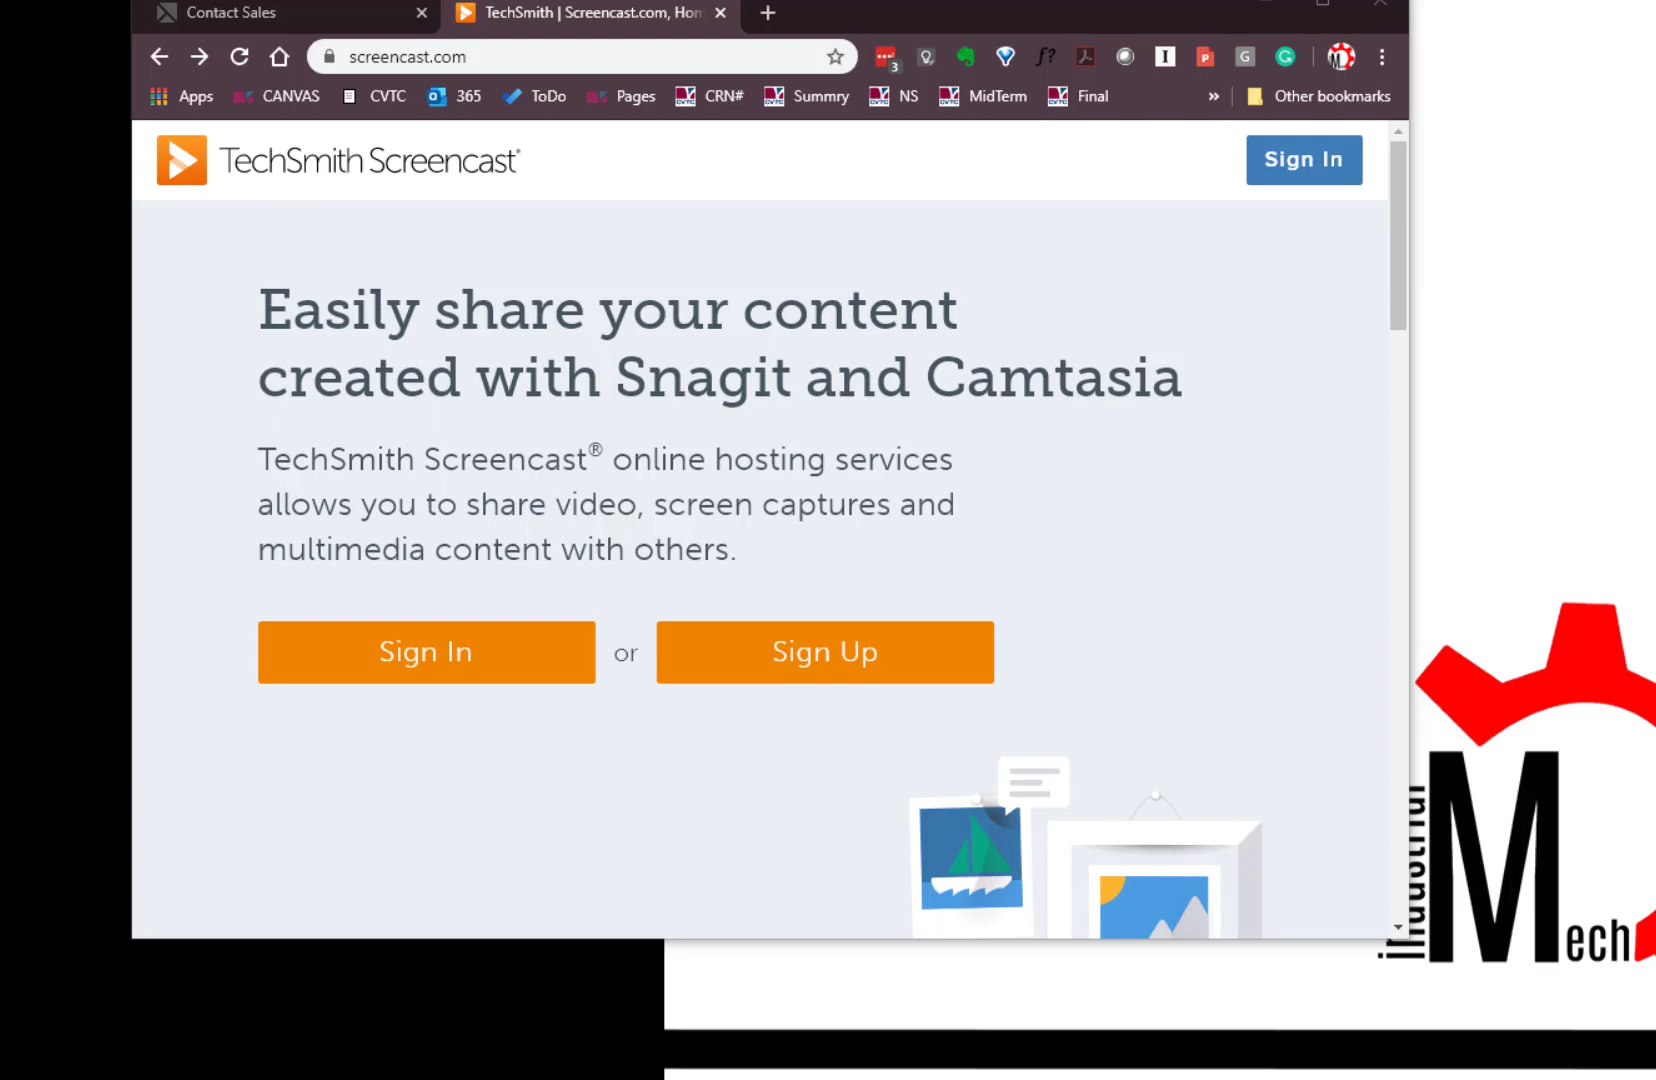 Contact Sales
TechSmith | Screencast.com, Hom
screencast.com
3
f?
I
P
G
M
Apps
CANVAS
CVTC
365
ToDo
Pages
CRN#
Summry
NS
MidTerm
Final
»
Other bookmarks
TechSmith Screencast®
Sign In
Easily share your content
created with Snagit and Camtasia
TechSmith Screencast® online hosting services
allows you to share video, screen captures and
multimedia content with others.
Sign In
or
Sign Up
industrial
Mech